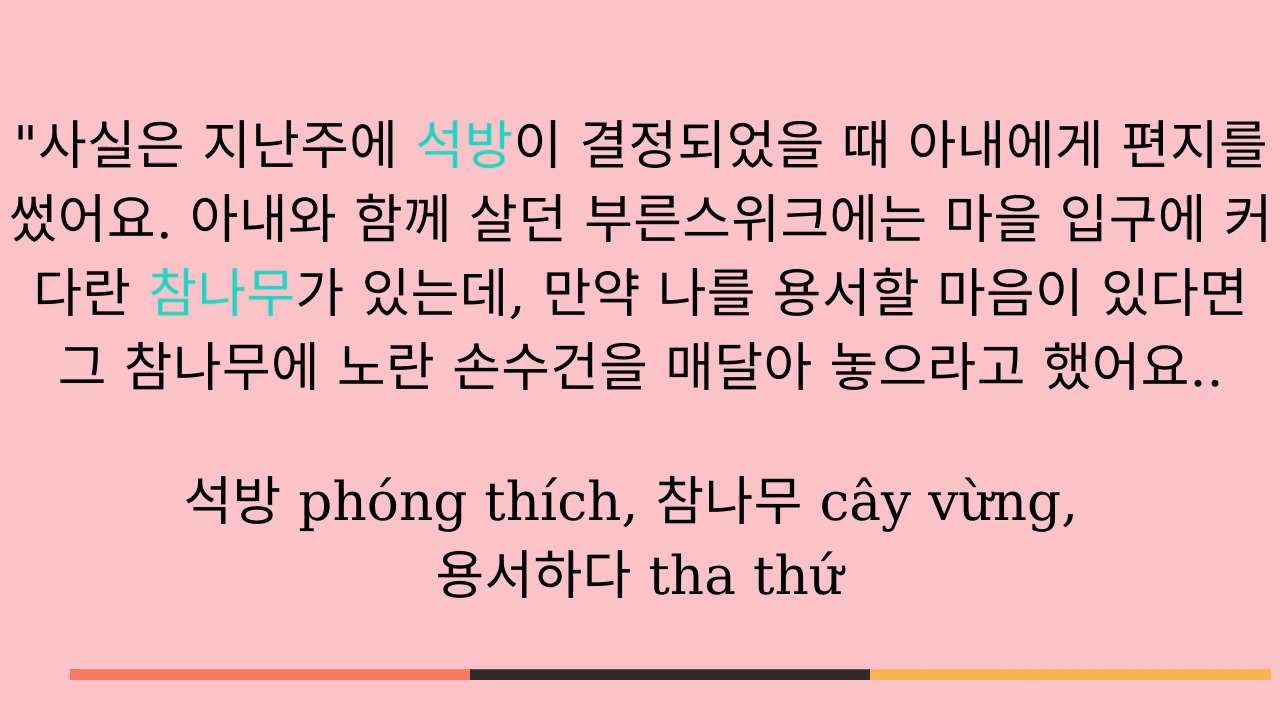 "사실은 지난주에 석방이 결정되었을 때 아내에게 편지를
썼어요. 아내와 함께 살던 부른스위크에는 마을 입구에 커
다란 참나무가 있는데, 만약 나를 용서할 마음이 있다면
그 참나무에 노란 손수건을 매달아 놓으라고 했어요..
석방 phóng thích, 참나무 cây vừng,
용서하다 tha thứ